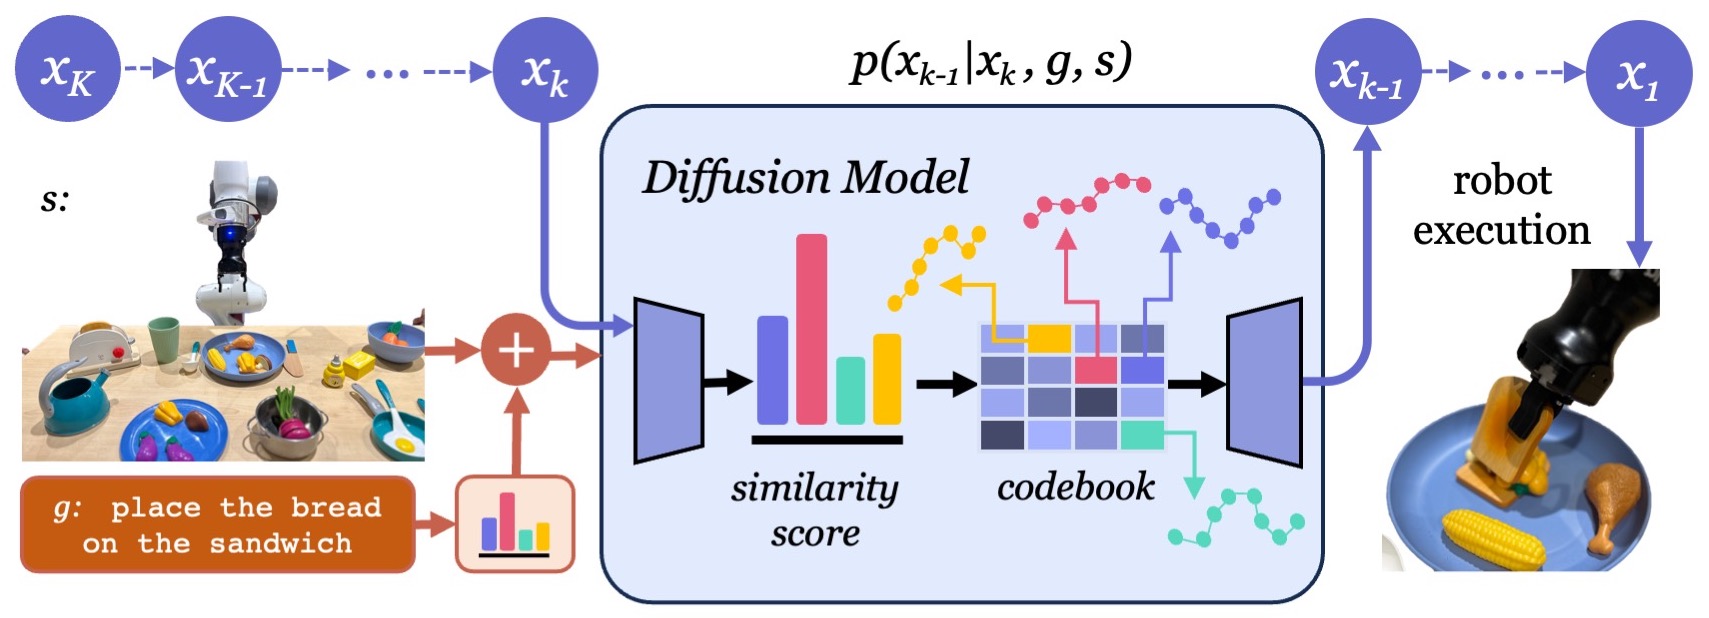 x_K x_{K-1} ... x_k
p(x_{k-1}|x_k, g, s)
x_{k-1} ... x_1
s:
Diffusion Model
robot
execution
+
similarity
score
codebook
g: place the bread
on the sandwich